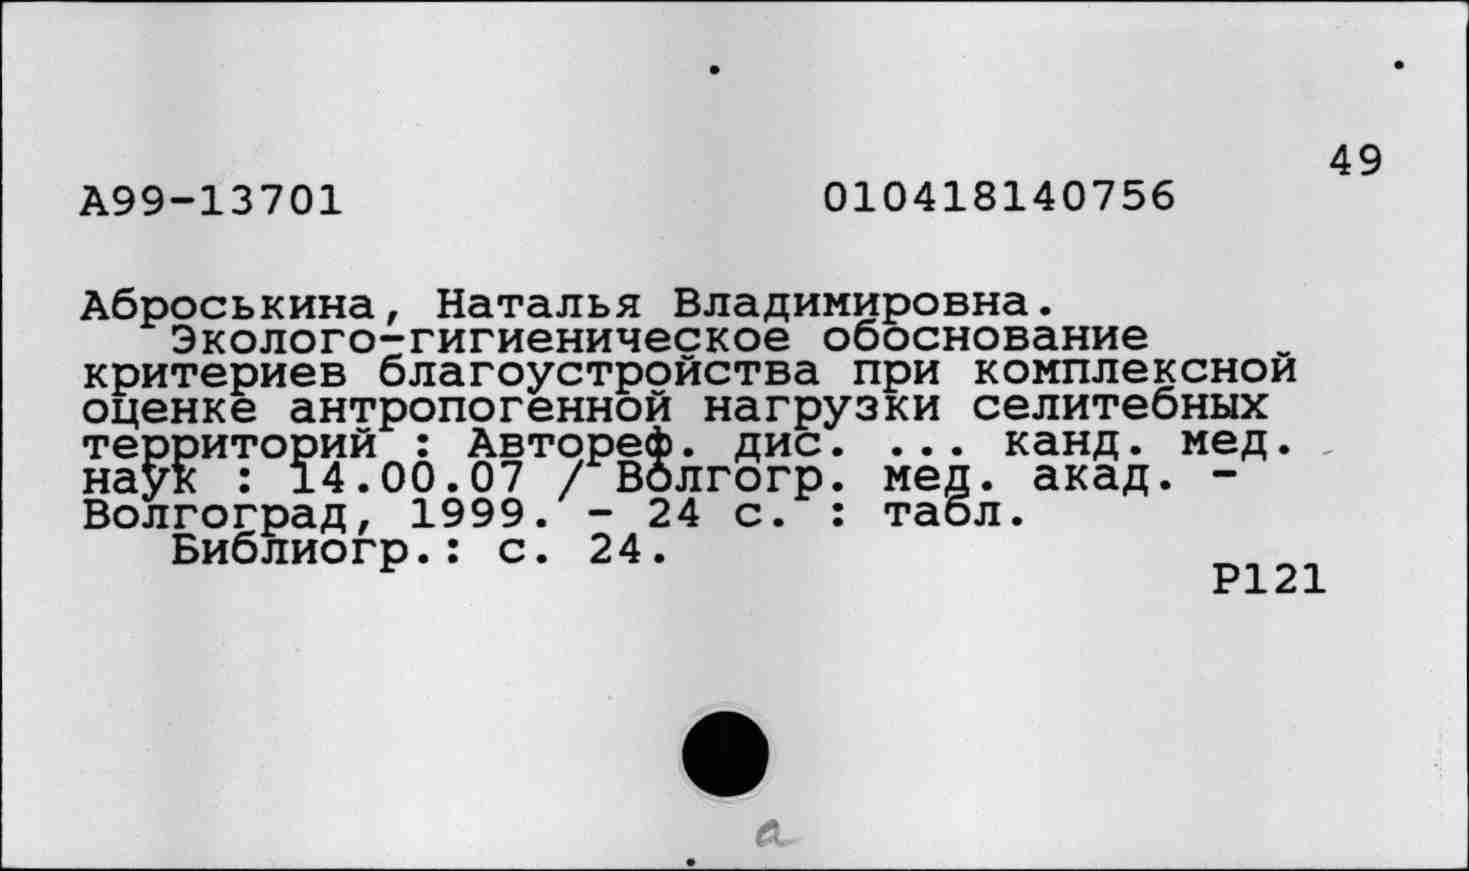 49
А99-13701 010418140756
Аброськина, Наталья Владимировна.
Эколого-гигиеническое обоснование
критериев благоустройства при комплексной
оценке антропогенной нагрузки селитебных
территорий : Автореф. дис. ... канд. мед.
наук : 14.00.07 / Волгогр. мед. акад. -
Волгоград, 1999. - 24 с. : табл.
Библиогр.: с. 24.
Р121
а